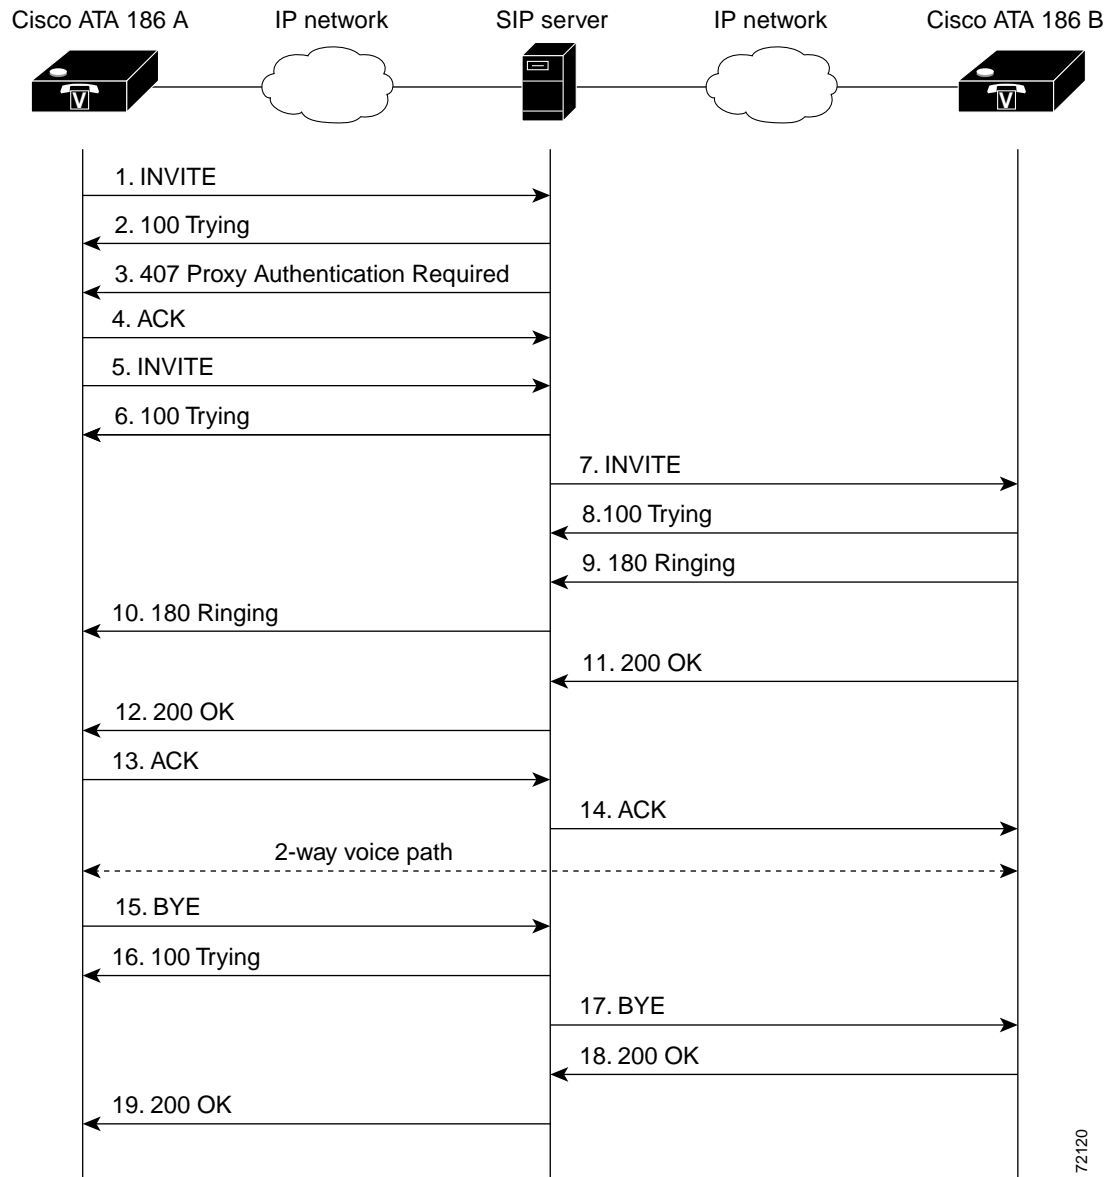 Cisco ATA 186 A
IP network
SIP server
IP network
Cisco ATA 186 B
V
V
1. INVITE
2. 100 Trying
3. 407 Proxy Authentication Required
4. ACK
5. INVITE
6. 100 Trying
7. INVITE
8.100 Trying
9. 180 Ringing
10. 180 Ringing
11. 200 OK
12. 200 OK
13. ACK
14. ACK
2-way voice path
15. BYE
16. 100 Trying
17. BYE
18. 200 OK
19. 200 OK
72120